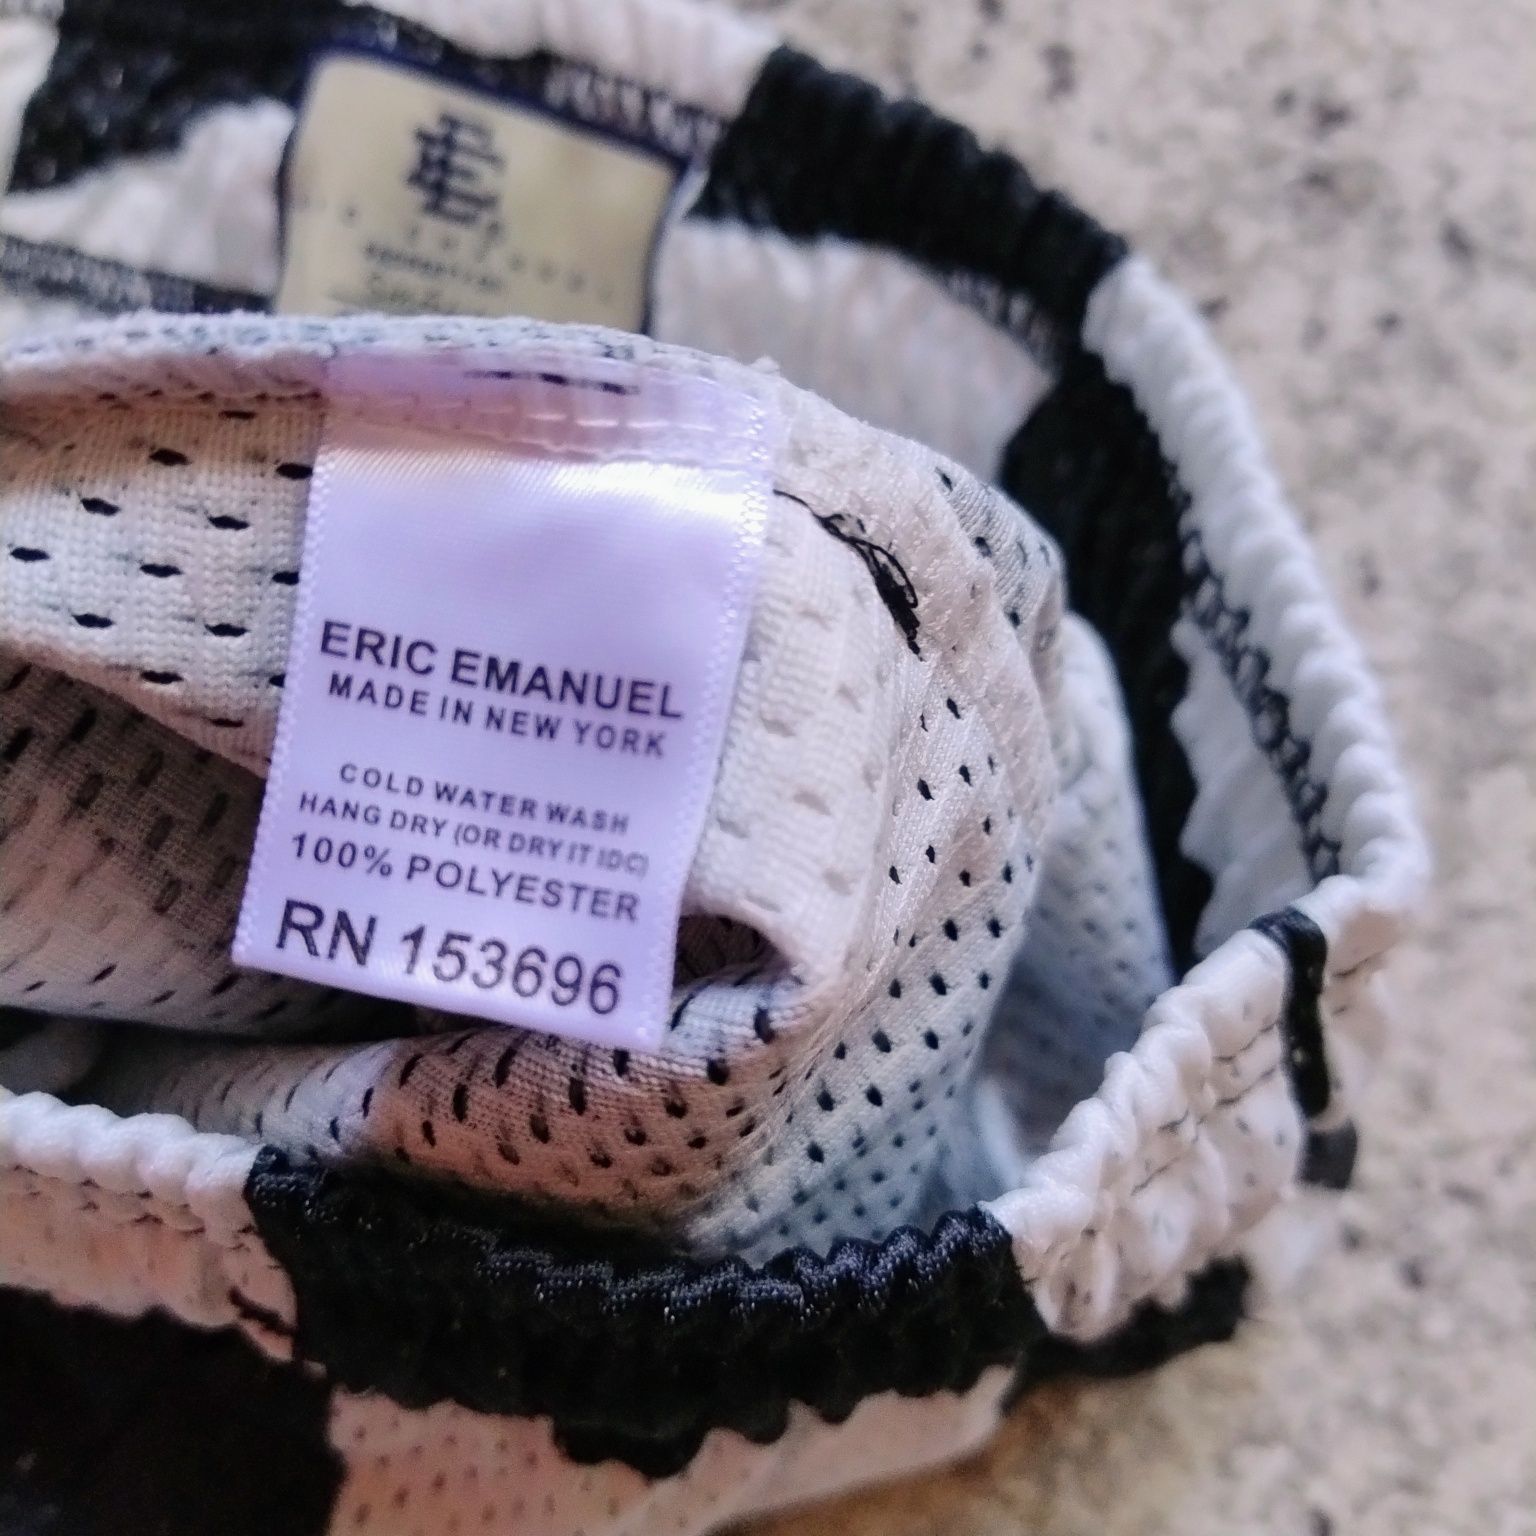 EE
ERIC EMANUEL
MADE IN NEW YORK
COLD WATER WASH
HANG DRY (OR DRY IT IDC)
100% POLYESTER
RN 153696